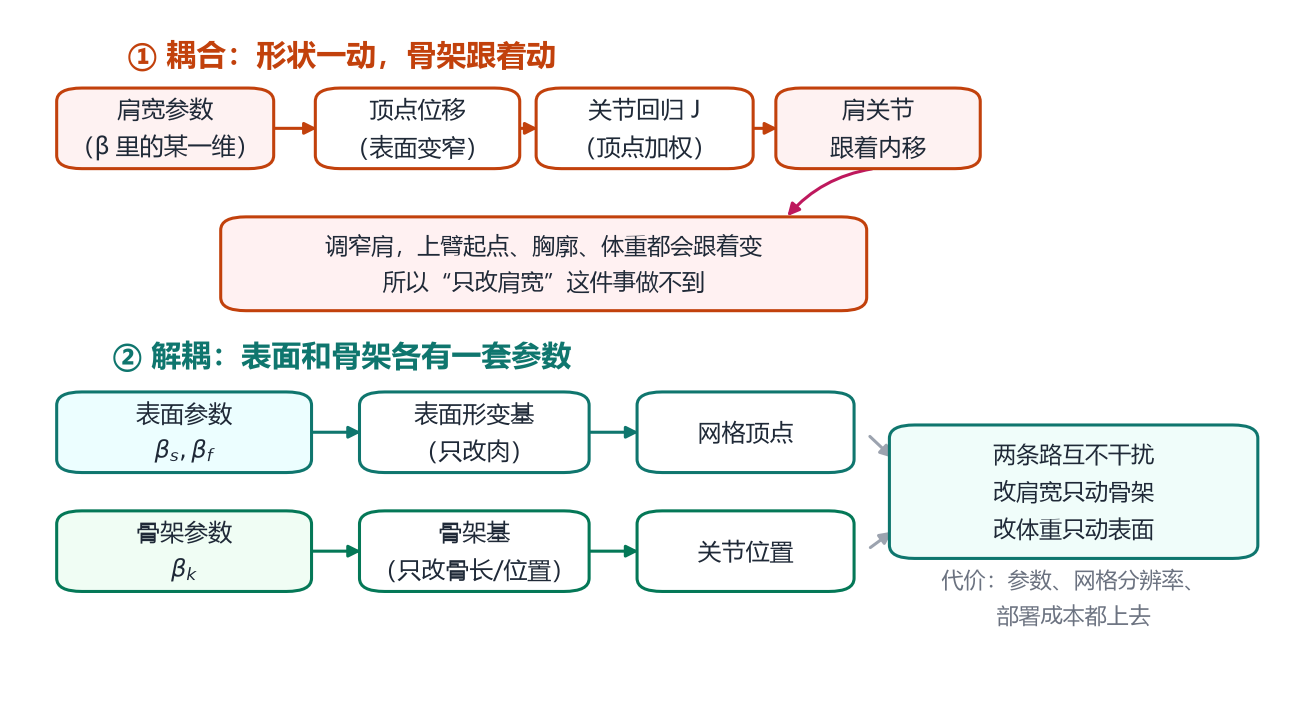 ① 耦合：形状一动，骨架跟着动
肩宽参数
（β 里的某一维）
顶点位移
（表面变窄）
关节回归 J
（顶点加权）
肩关节
跟着内移
调窄肩，上臂起点、胸廓、体重都会跟着变
所以“只改肩宽”这件事做不到
② 解耦：表面和骨架各有一套参数
表面参数
βₛ, β_f
表面形变基
（只改肉）
网格顶点
骨架参数
βₖ
骨架基
（只改骨长/位置）
关节位置
两条路互不干扰
改肩宽只动骨架
改体重只动表面
代价：参数、网格分辨率、
部署成本都上去